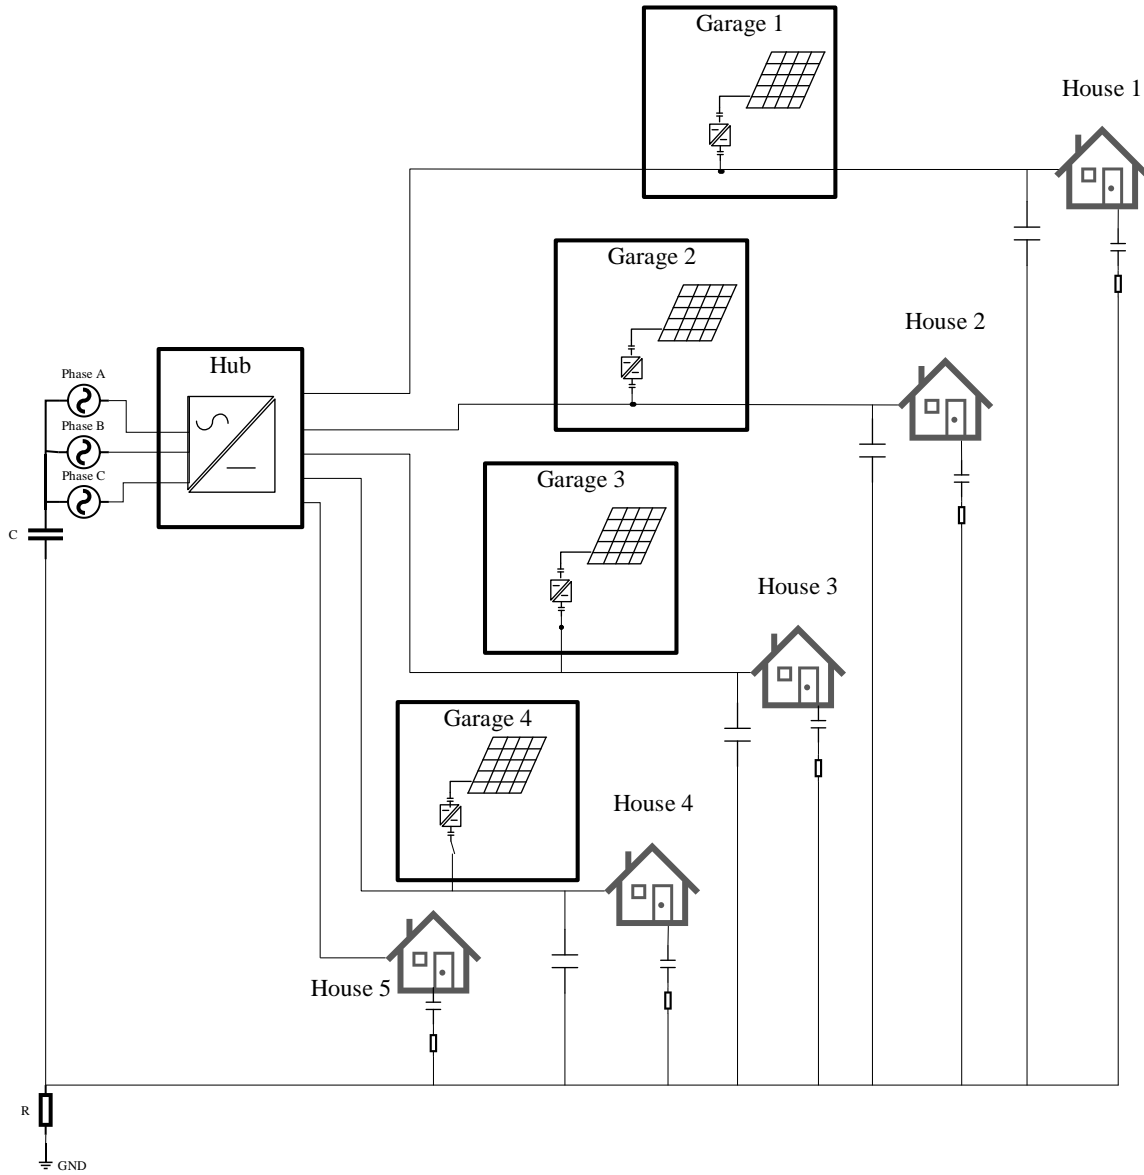 Garage 1
House 1
Garage 2
House 2
Hub
Phase A
Phase B
Phase C
Garage 3
C
House 3
Garage 4
House 4
House 5
R
GND